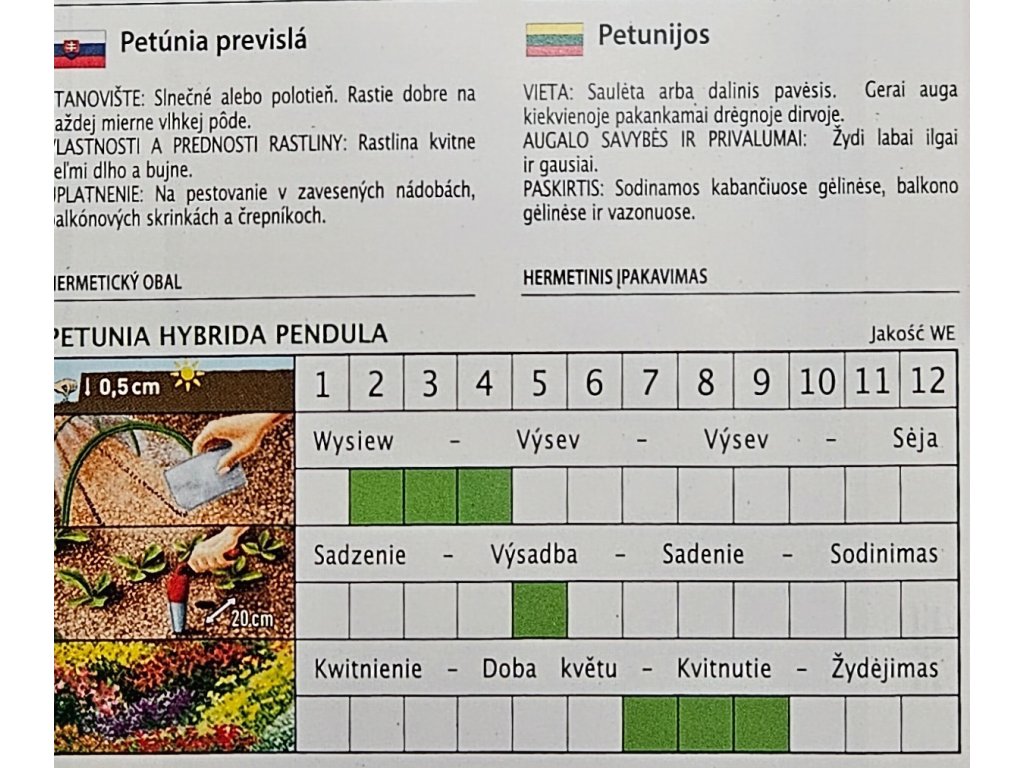 Petúnia previslá
TANOVIŠTE: Slnečné alebo polotieň. Rastie dobre na
aždej mierne vlhkej pôde.
LASTNOSTI A PREDNOSTI RASTLINY: Rastlina kvitne
eľmi dlho a bujne.
PLATNENIE: Na pestovanie v zavesených nádobách,
alkónových skrinkách a črepníkoch.
ERMETICKÝ OBAL
Petunijos
VIETA: Saulėta arba dalinis pavėsis. Gerai auga
kiekvienoje pakankamai drėgnoje dirvoje.
AUGALO SAVYBĖS IR PRIVALUMAI: Žydi labai ilgai
ir gausiai.
PASKIRTIS: Sodinamos kabančiuose gėlinėse, balkono
gėlinėse ir vazonuose.
HERMETINIS ĮPAKAVIMAS
PETUNIA HYBRIDA PENDULA
Jakość WE
0,5 cm
1 2 3 4 5 6 7 8 9 10 11 12
Wysiew – Výsev – Výsev – Sėja
Sadzenie – Výsadba – Sadenie – Sodinimas
20 cm
Kwitnienie – Doba květu – Kvitnutie – Žydėjimas